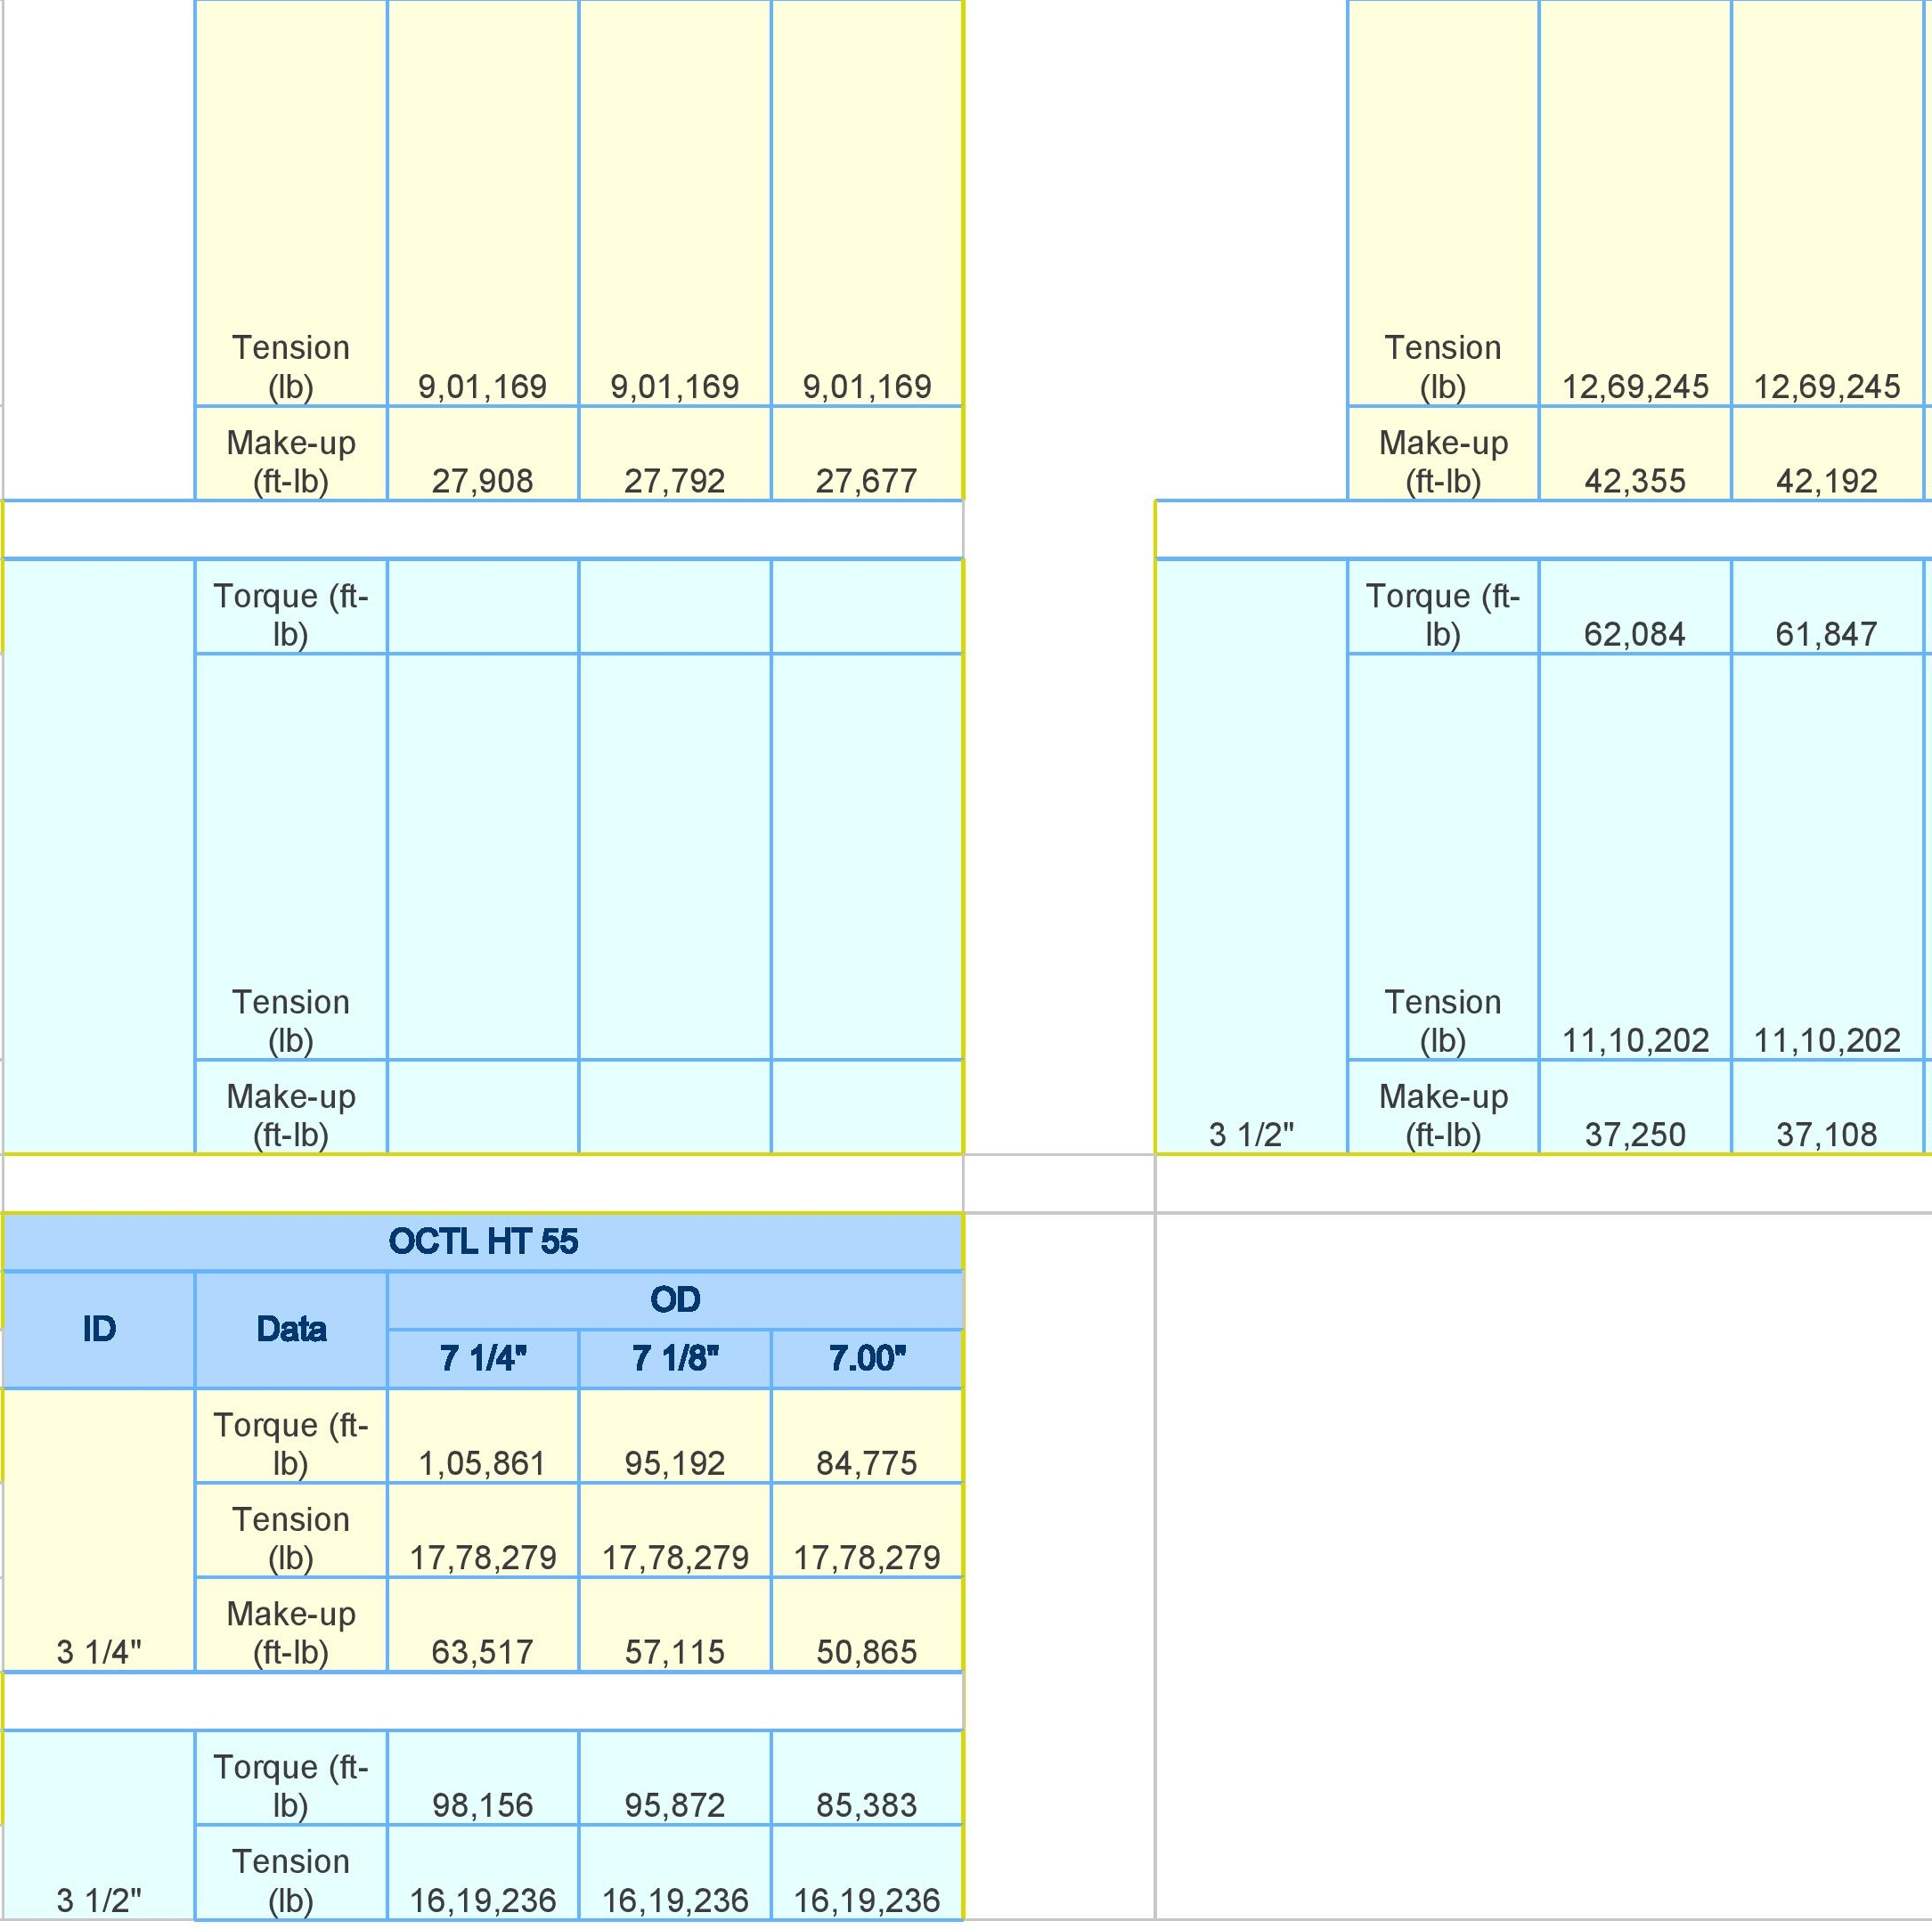 Tension
(lb) 9,01,169 9,01,169 9,01,169
Make-up
(ft-lb) 27,908 27,792 27,677
Torque (ft-
lb)
Tension
(lb)
Make-up
(ft-lb)
Tension
(lb) 12,69,245 12,69,245
Make-up
(ft-lb) 42,355 42,192
Torque (ft-
lb) 62,084 61,847
Tension
(lb) 11,10,202 11,10,202
Make-up
3 1/2" (ft-lb) 37,250 37,108
OCTL HT 55
OD
ID Data
7 1/4" 7 1/8" 7.00"
Torque (ft-
lb) 1,05,861 95,192 84,775
Tension
(lb) 17,78,279 17,78,279 17,78,279
Make-up
3 1/4" (ft-lb) 63,517 57,115 50,865
Torque (ft-
lb) 98,156 95,872 85,383
Tension
3 1/2" (lb) 16,19,236 16,19,236 16,19,236